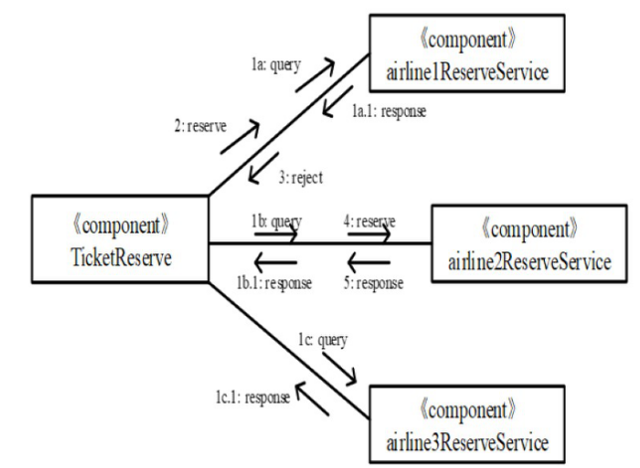 《component》
airline1ReserveService
1a: query
1a.1: response
2: reserve
3: reject
《component》
TicketReserve
1b: query
4: reserve
1b.1: response
5: response
《component》
airline2ReserveService
1c: query
1c.1: response
《component》
airline3ReserveService